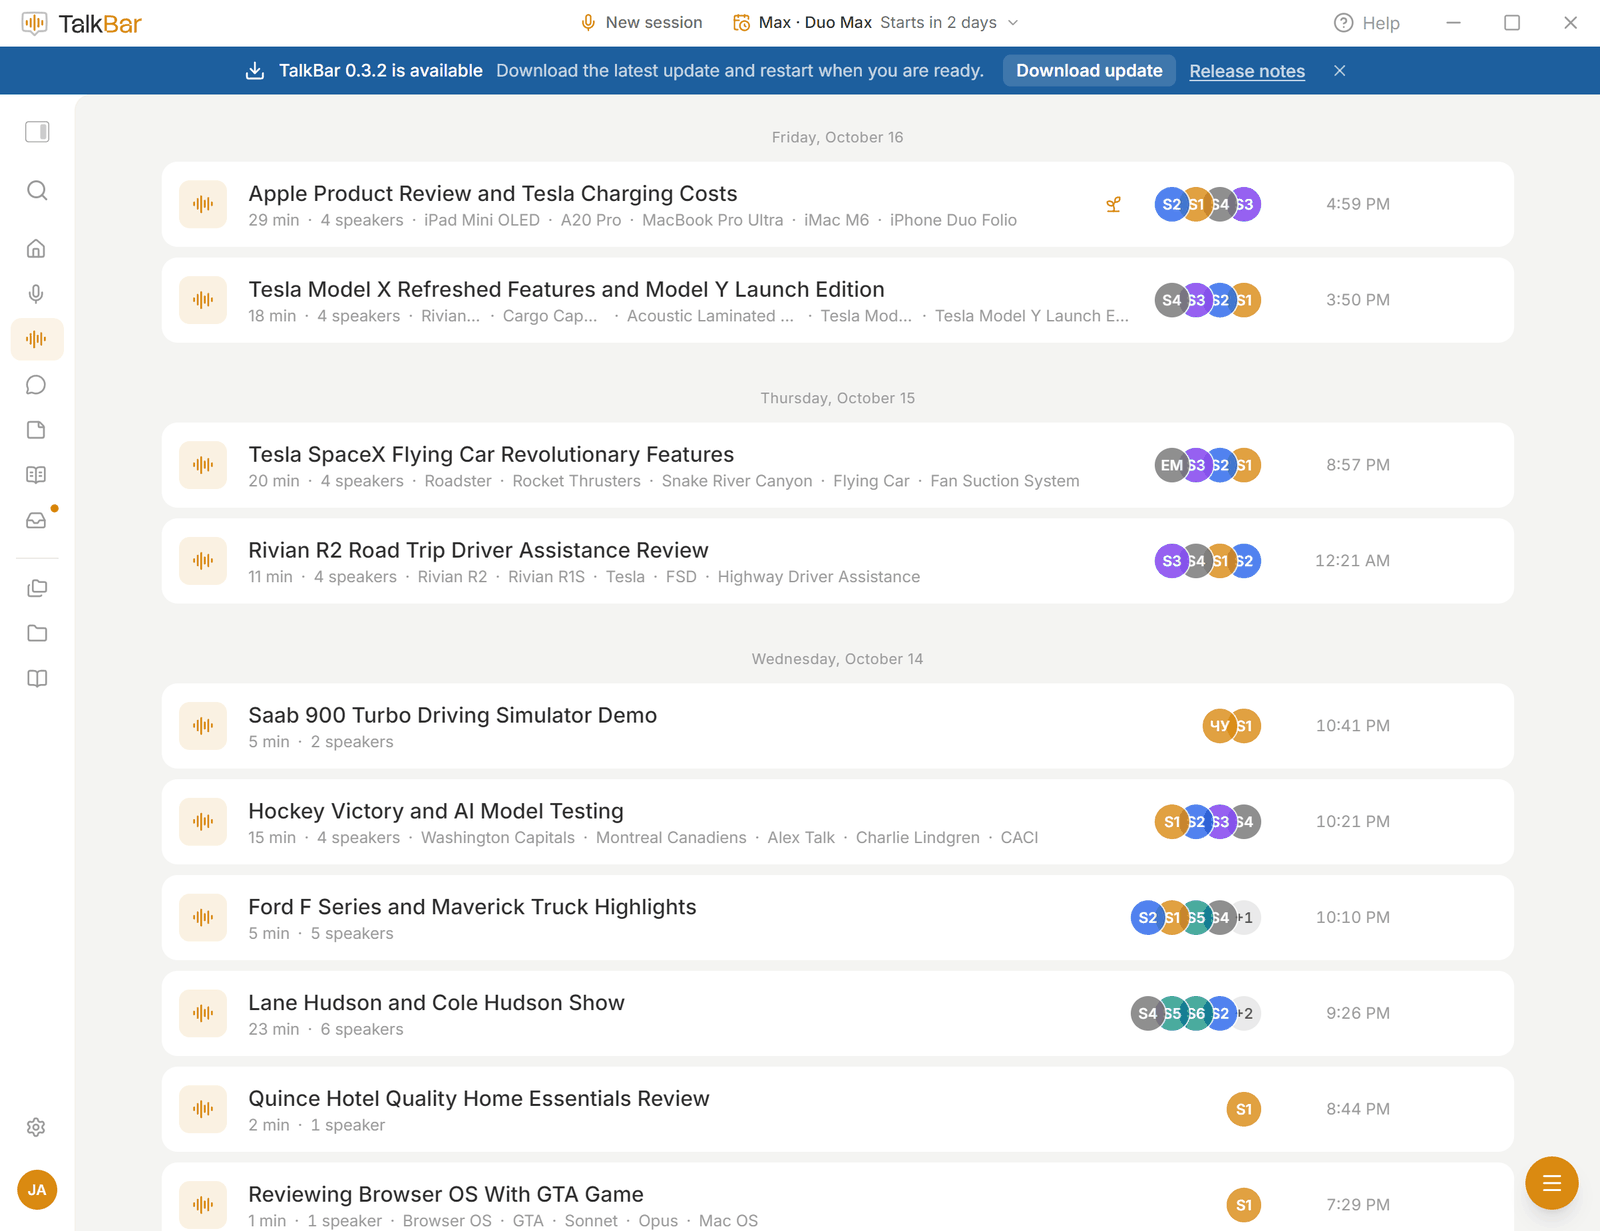 TalkBar
New session
Max · Duo Max Starts in 2 days
Help
TalkBar 0.3.2 is available Download the latest update and restart when you are ready. Download update Release notes
Friday, October 16
Apple Product Review and Tesla Charging Costs
29 min · 4 speakers · iPad Mini OLED · A20 Pro · MacBook Pro Ultra · iMac M6 · iPhone Duo Folio
S2 S1 S4 S3
4:59 PM
Tesla Model X Refreshed Features and Model Y Launch Edition
18 min · 4 speakers · Rivian... · Cargo Cap... · Acoustic Laminated ... · Tesla Mod... · Tesla Model Y Launch E...
S4 S3 S2 S1
3:50 PM
Thursday, October 15
Tesla SpaceX Flying Car Revolutionary Features
20 min · 4 speakers · Roadster · Rocket Thrusters · Snake River Canyon · Flying Car · Fan Suction System
EM S3 S2 S1
8:57 PM
Rivian R2 Road Trip Driver Assistance Review
11 min · 4 speakers · Rivian R2 · Rivian R1S · Tesla · FSD · Highway Driver Assistance
S3 S4 S1 S2
12:21 AM
Wednesday, October 14
Saab 900 Turbo Driving Simulator Demo
5 min · 2 speakers
ЧУ S1
10:41 PM
Hockey Victory and AI Model Testing
15 min · 4 speakers · Washington Capitals · Montreal Canadiens · Alex Talk · Charlie Lindgren · CACI
S1 S2 S3 S4
10:21 PM
Ford F Series and Maverick Truck Highlights
5 min · 5 speakers
S2 S1 S5 S4 +1
10:10 PM
Lane Hudson and Cole Hudson Show
23 min · 6 speakers
S4 S5 S6 S2 +2
9:26 PM
Quince Hotel Quality Home Essentials Review
2 min · 1 speaker
S1
8:44 PM
Reviewing Browser OS With GTA Game
1 min · 1 speaker · Browser OS · GTA · Sonnet · Opus · Mac OS
S1
7:29 PM
JA